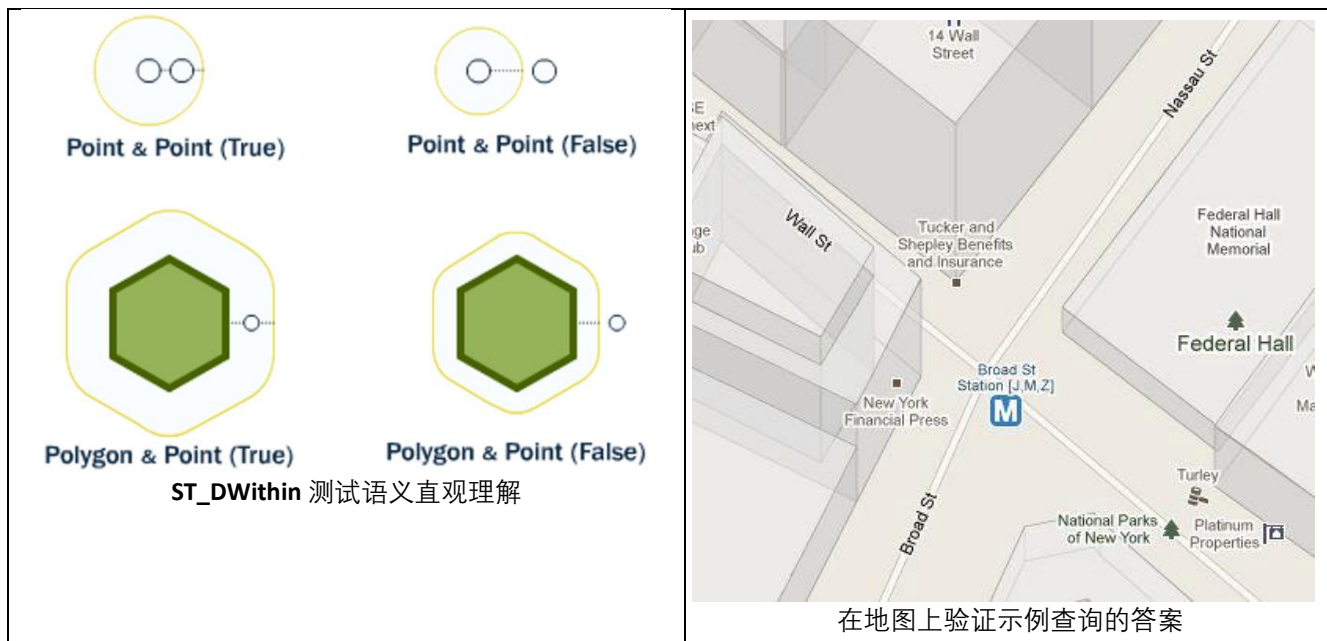 Point & Point (True)
Point & Point (False)
Polygon & Point (True)
Polygon & Point (False)
ST_DWithin 测试语义直观理解
14 Wall
Street
Nassau St
Wall St
Tucker and
Shepley Benefits
and Insurance
Federal Hall
National
Memorial
Federal Hall
Broad St
Station [J,M,Z]
M
New York
Financial Press
Broad St
Turley
National Parks
of New York
Platinum
Properties
在地图上验证示例查询的答案